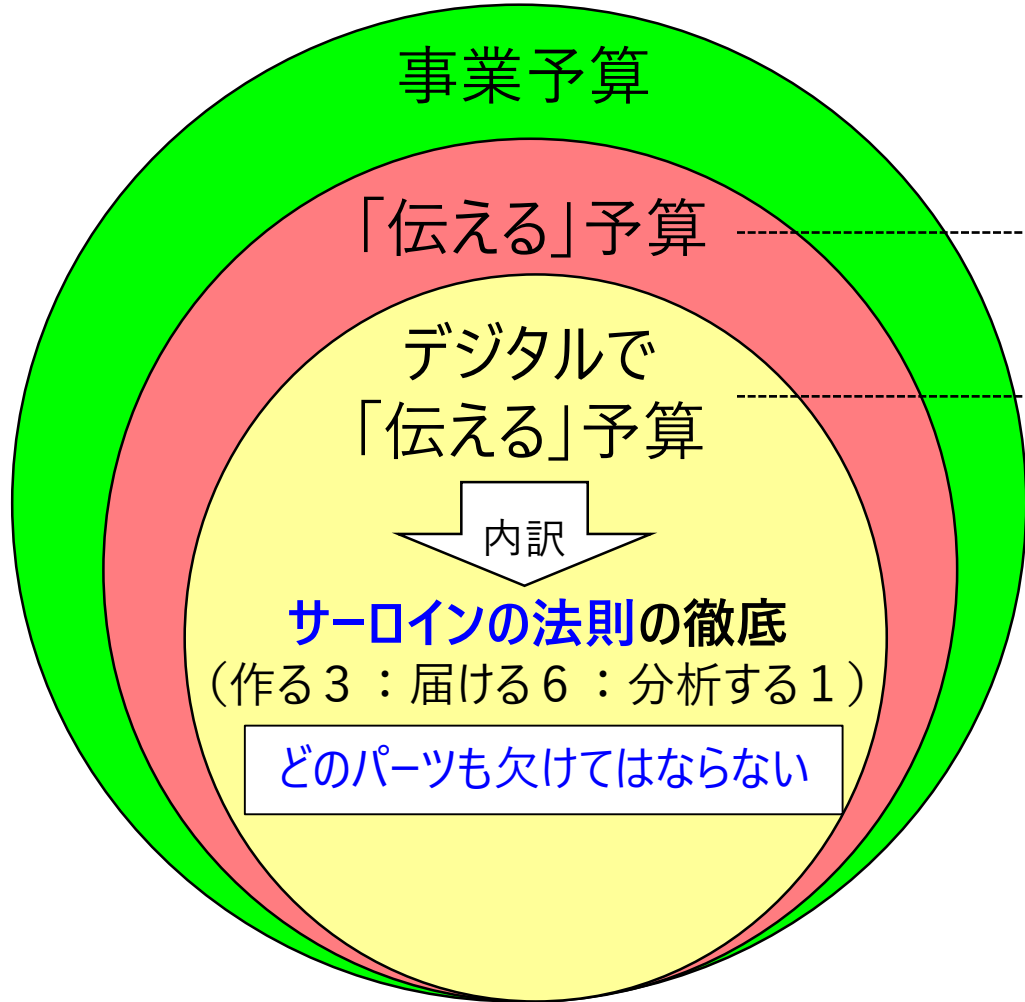 事業予算
「伝える」予算
デジタルで
「伝える」予算
内訳
サーロインの法則の徹底
（作る３：届ける６：分析する１）
どのパーツも欠けてはならない